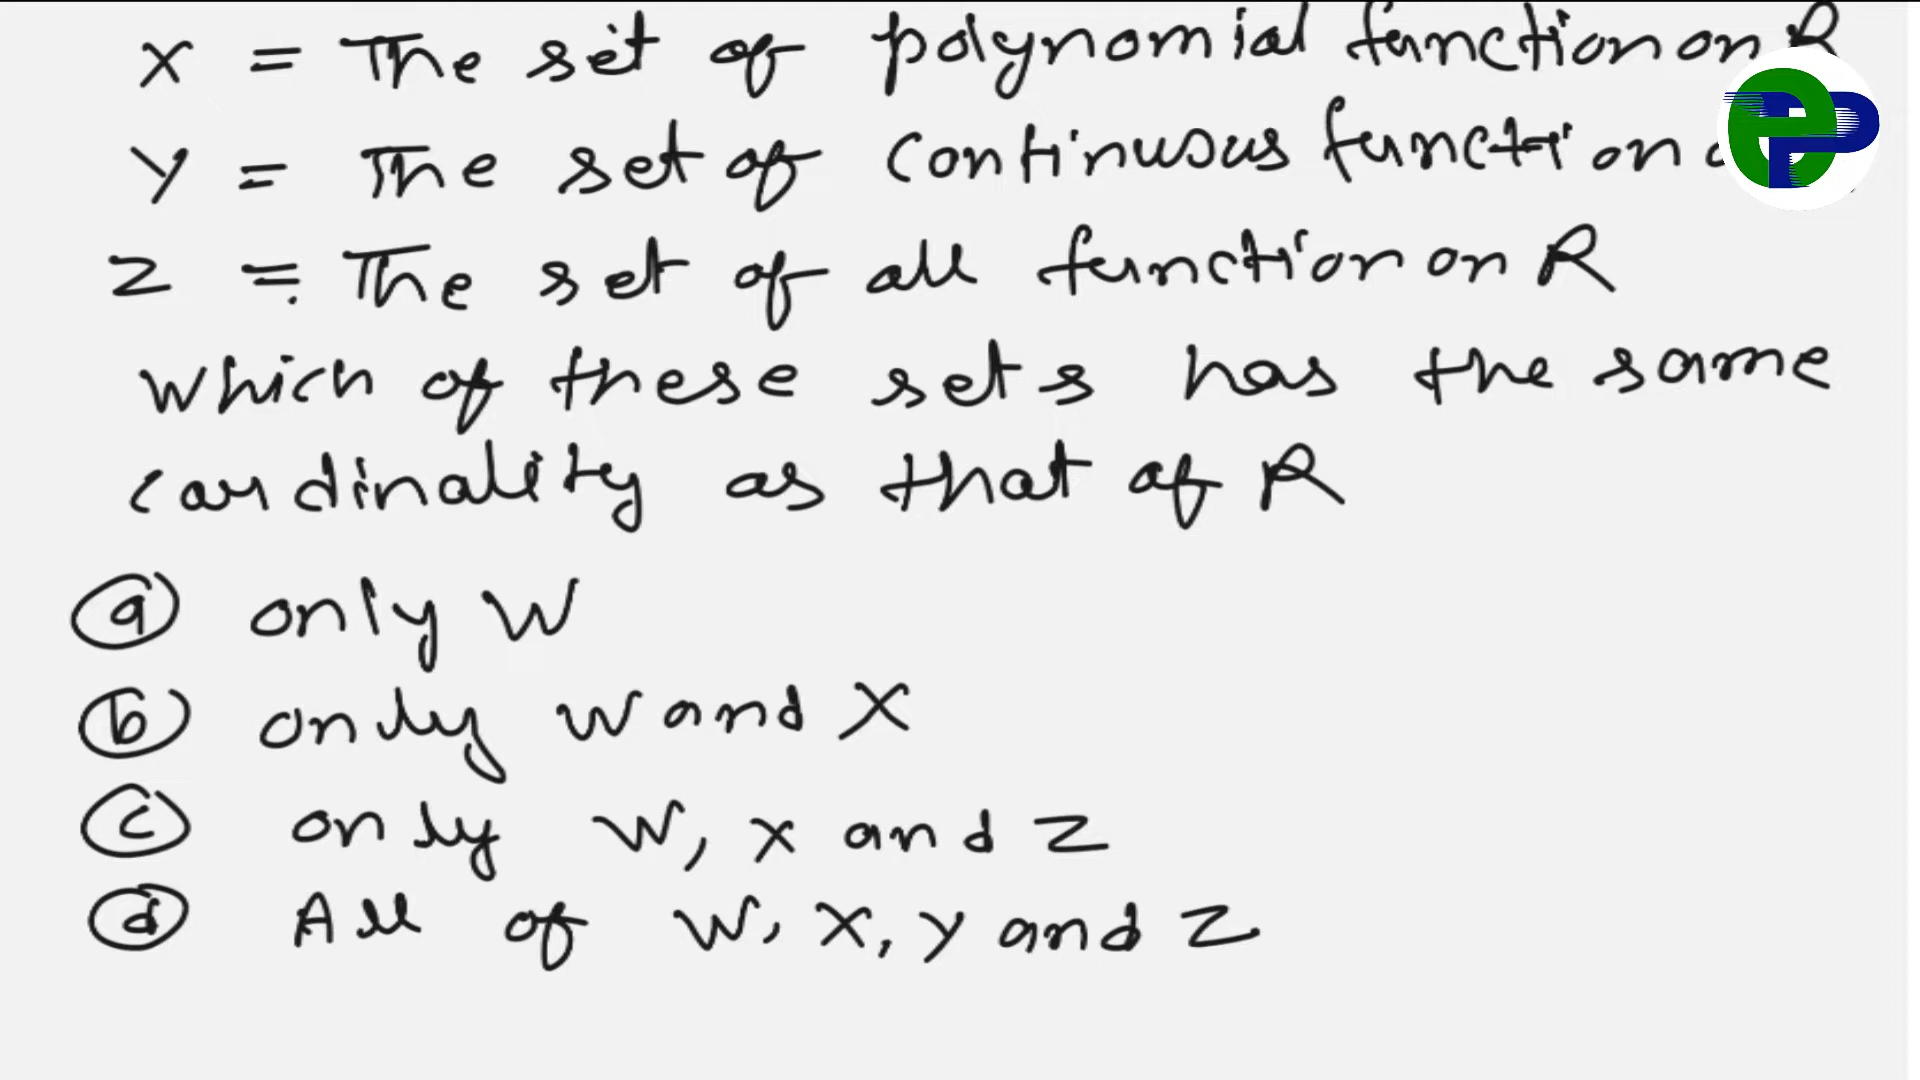 X = The set of polynomial function on R
Y = The set of continuous function
Z = The set of all function on R
which of these sets has the same
cardinality as that of R
(a) only W
(b) only W and X
(c) only W, X and Z
(d) All of W, X, Y and Z
eP